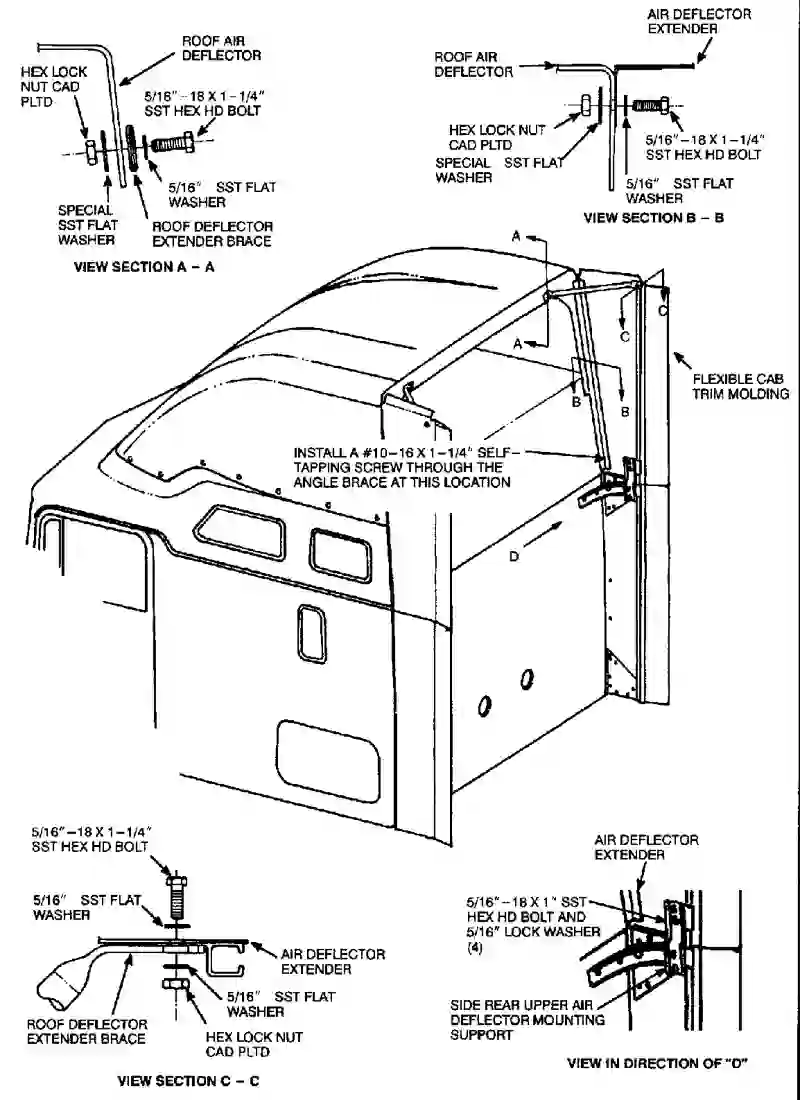 ROOF AIR
DEFLECTOR
HEX LOCK
NUT CAD
PLTD
5/16"-18 X 1-1/4"
SST HEX HD BOLT
5/16" SST FLAT
WASHER
SPECIAL
SST FLAT
WASHER
ROOF DEFLECTOR
EXTENDER BRACE
VIEW SECTION A - A
AIR DEFLECTOR
EXTENDER
ROOF AIR
DEFLECTOR
HEX LOCK NUT
CAD PLTD
SPECIAL SST FLAT
WASHER
5/16"-18 X 1-1/4"
SST HEX HD BOLT
5/16" SST FLAT
WASHER
VIEW SECTION B - B
A
A
C
C
B
B
FLEXIBLE CAB
TRIM MOLDING
INSTALL A #10-16 X 1-1/4" SELF-
TAPPING SCREW THROUGH THE
ANGLE BRACE AT THIS LOCATION
D
5/16"-18 X 1-1/4"
SST HEX HD BOLT
5/16" SST FLAT
WASHER
AIR DEFLECTOR
EXTENDER
5/16" SST FLAT
WASHER
ROOF DEFLECTOR
EXTENDER BRACE
HEX LOCK NUT
CAD PLTD
VIEW SECTION C - C
AIR DEFLECTOR
EXTENDER
5/16"-18 X 1" SST
HEX HD BOLT AND
5/16" LOCK WASHER
(4)
SIDE REAR UPPER AIR
DEFLECTOR MOUNTING
SUPPORT
VIEW IN DIRECTION OF "D"